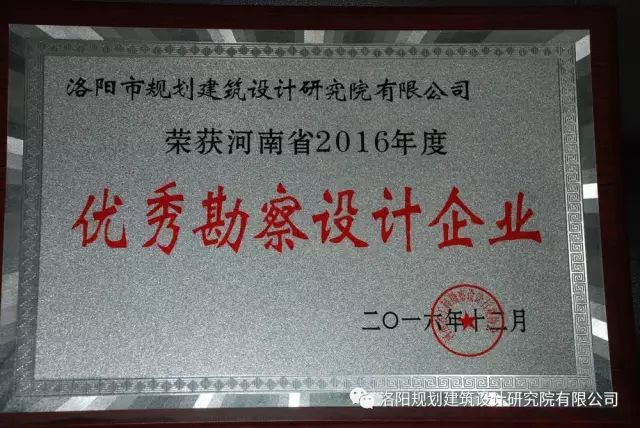 洛阳市规划建筑设计研究院有限公司
荣获河南省2016年度
优秀勘察设计企业
二〇一六年十二月
洛阳规划建筑设计研究院有限公司